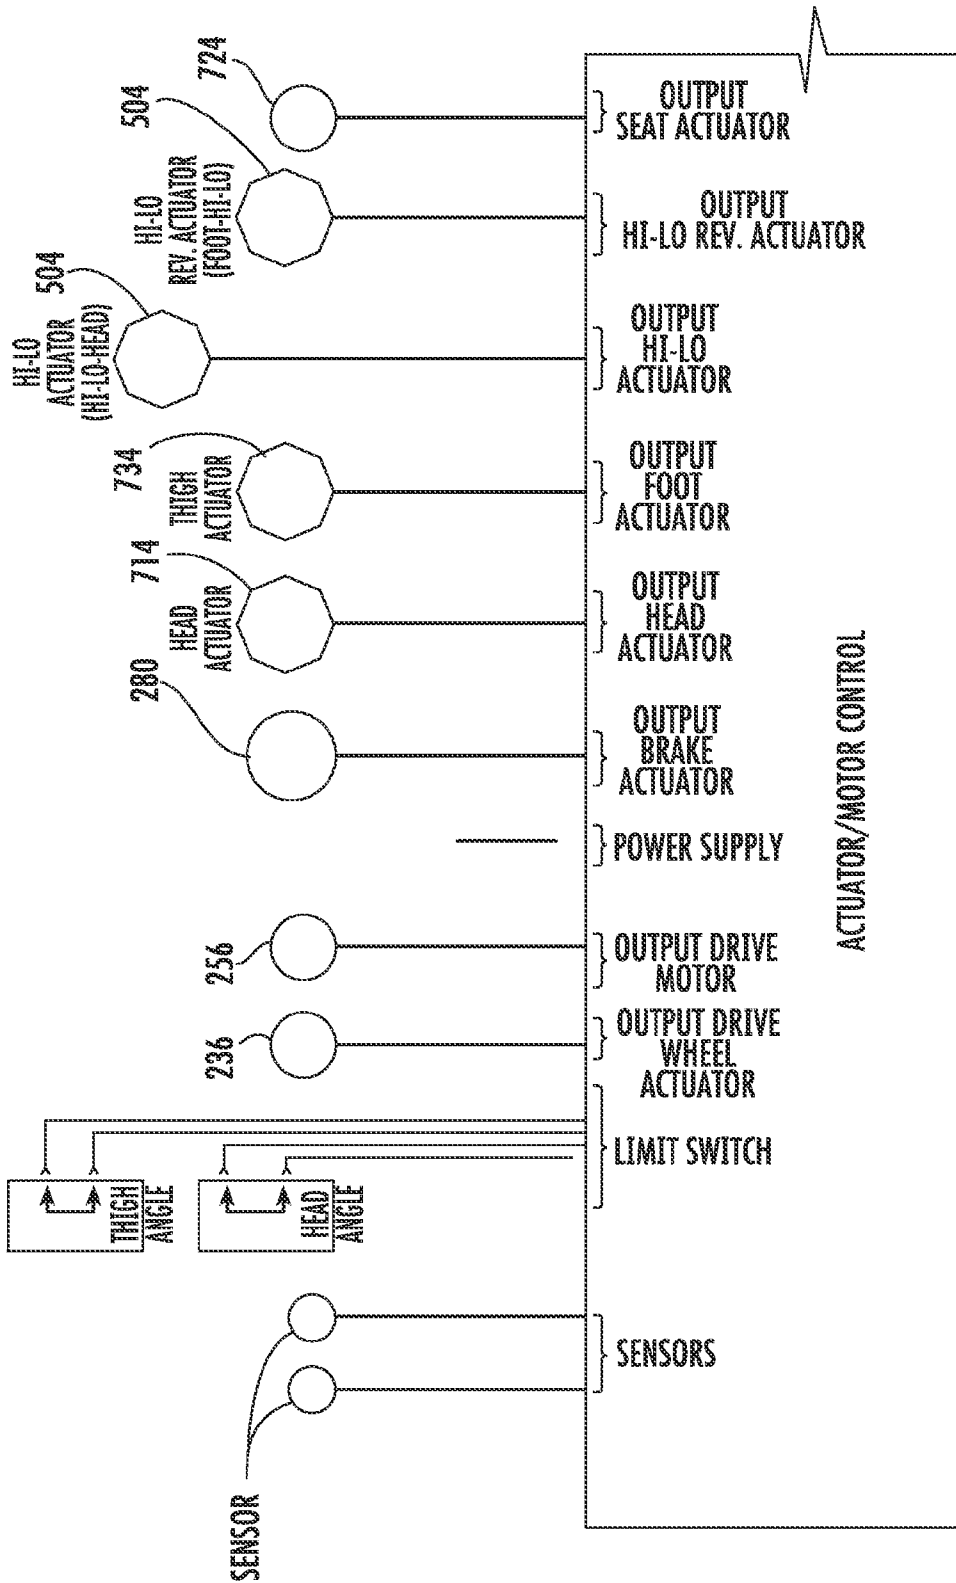 724
504
HI-LO
REV. ACTUATOR
(FOOT-HI-LO)
504
HI-LO
ACTUATOR
(HI-LO-HEAD)
734
THIGH
ACTUATOR
714
HEAD
ACTUATOR
280
256
236
THIGH
ANGLE
HEAD
ANGLE
SENSOR
OUTPUT
SEAT ACTUATOR
OUTPUT
HI-LO REV. ACTUATOR
OUTPUT
HI-LO
ACTUATOR
OUTPUT
FOOT
ACTUATOR
OUTPUT
HEAD
ACTUATOR
OUTPUT
BRAKE
ACTUATOR
POWER SUPPLY
OUTPUT DRIVE
MOTOR
OUTPUT DRIVE
WHEEL
ACTUATOR
LIMIT SWITCH
SENSORS
ACTUATOR/MOTOR CONTROL